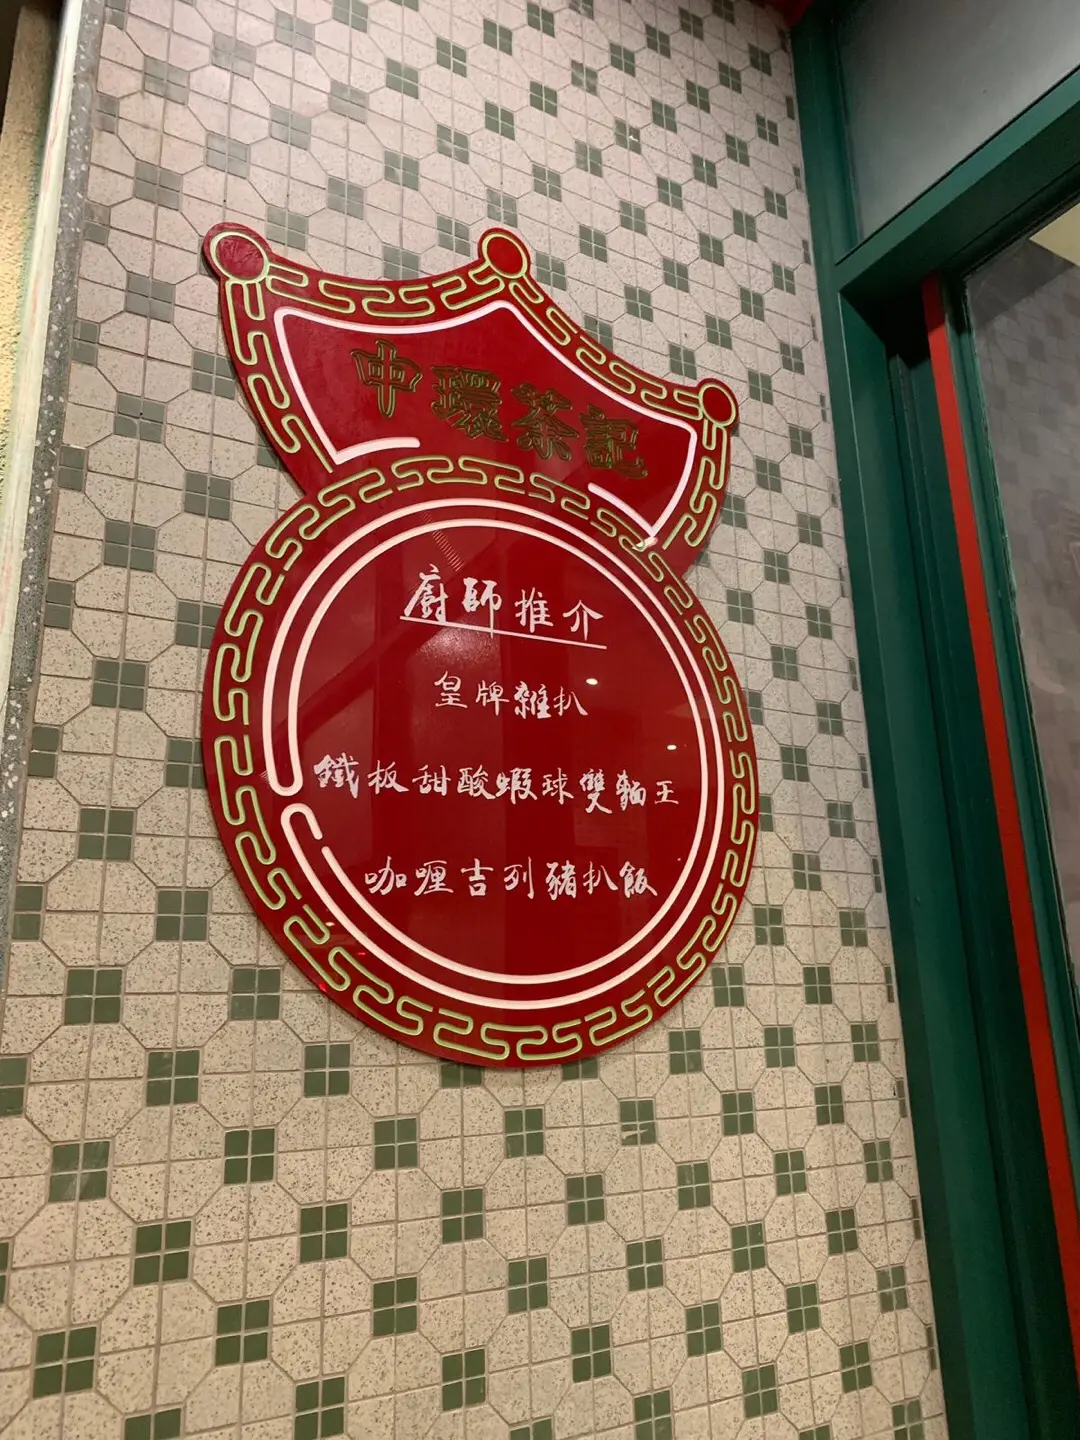 中環茶記
廚師推介
皇牌雜扒
鐵板甜酸蝦球雙麵王
咖喱吉列豬扒飯